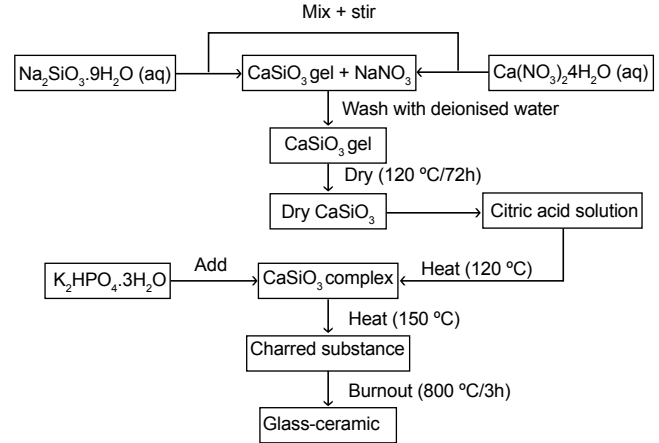 Mix + stir
Na₂SiO₃.9H₂O (aq)
CaSiO₃ gel + NaNO₃
Ca(NO₃)₂4H₂O (aq)
Wash with deionised water
CaSiO₃ gel
Dry (120 ºC/72h)
Dry CaSiO₃
Citric acid solution
K₂HPO₄.3H₂O
Add
CaSiO₃ complex
Heat (120 ºC)
Heat (150 ºC)
Charred substance
Burnout (800 ºC/3h)
Glass-ceramic